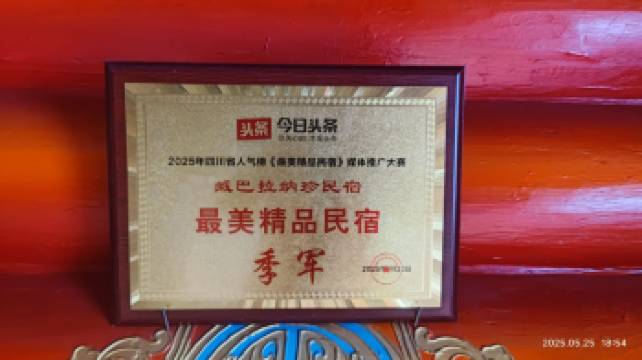 头条 今日头条
2025年四川省人气榜《最美精品民宿》媒体推广大赛
巴拉纳珍民宿
最美精品民宿
季军
2025.05.25 18:54